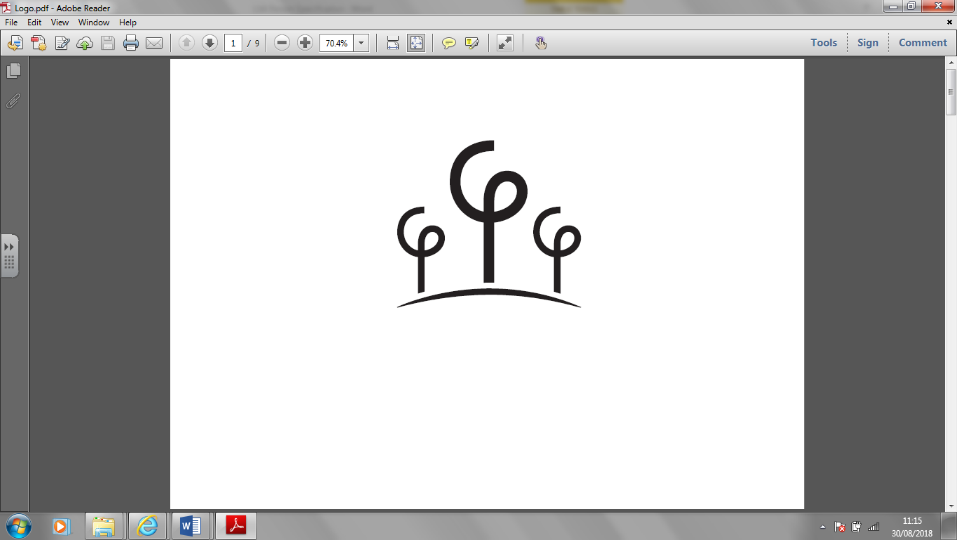 Logo.pdf - Adobe Reader
File Edit View Window Help
1 / 9 70.4% Tools Sign Comment
11:15
30/08/2018